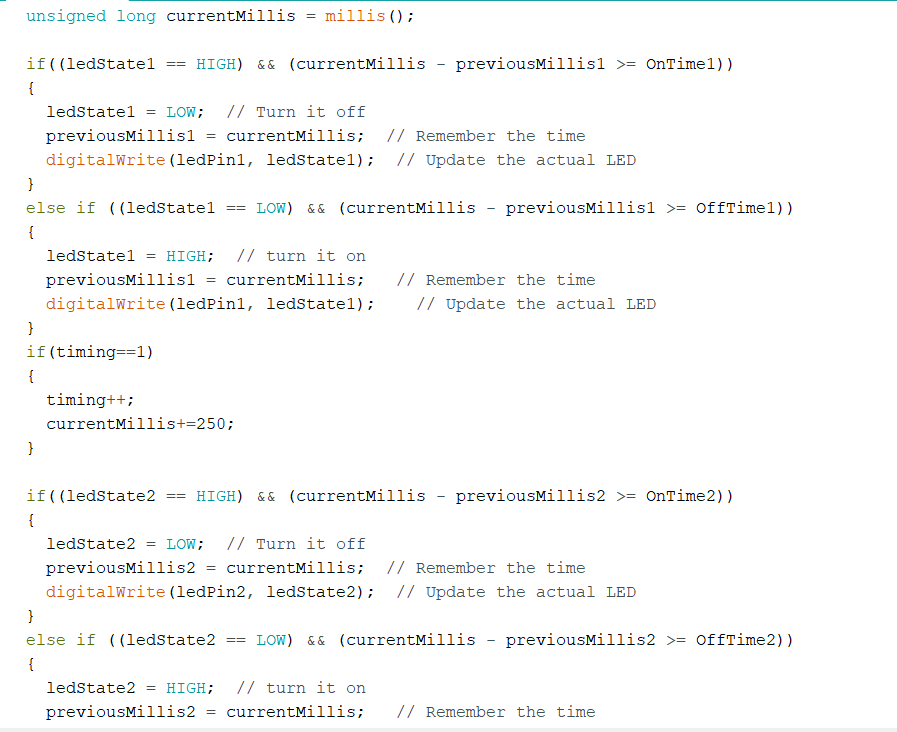 unsigned long currentMillis = millis();
if((ledState1 == HIGH) && (currentMillis - previousMillis1 >= OnTime1))
{
  ledState1 = LOW;  // Turn it off
  previousMillis1 = currentMillis;  // Remember the time
  digitalWrite(ledPin1, ledState1);  // Update the actual LED
}
else if ((ledState1 == LOW) && (currentMillis - previousMillis1 >= OffTime1))
{
  ledState1 = HIGH;  // turn it on
  previousMillis1 = currentMillis;   // Remember the time
  digitalWrite(ledPin1, ledState1);    // Update the actual LED
}
if(timing==1)
{
  timing++;
  currentMillis+=250;
}
if((ledState2 == HIGH) && (currentMillis - previousMillis2 >= OnTime2))
{
  ledState2 = LOW;  // Turn it off
  previousMillis2 = currentMillis;  // Remember the time
  digitalWrite(ledPin2, ledState2);  // Update the actual LED
}
else if ((ledState2 == LOW) && (currentMillis - previousMillis2 >= OffTime2))
{
  ledState2 = HIGH;  // turn it on
  previousMillis2 = currentMillis;   // Remember the time